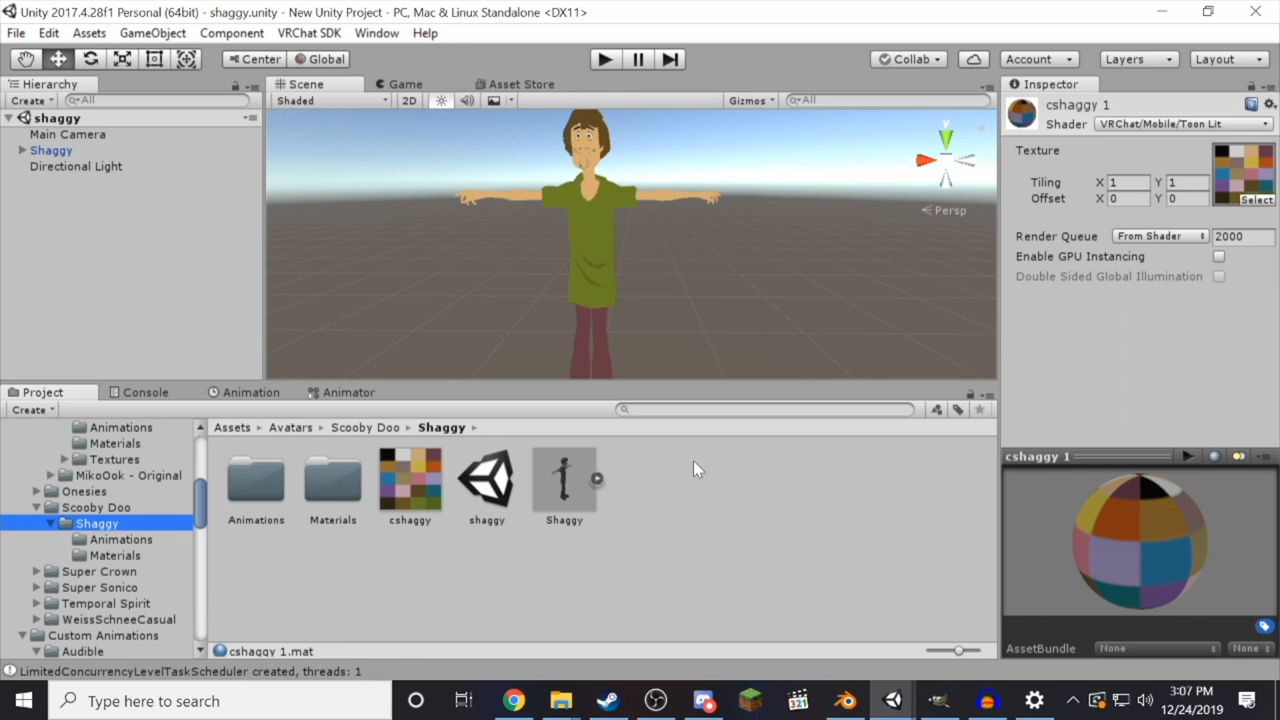 Unity 2017.4.28f1 Personal (64bit) - shaggy.unity - New Unity Project - PC, Mac & Linux Standalone <DX11>
File Edit Assets GameObject Component VRChat SDK Window Help
Center Global Collab Account Layers Layout
Hierarchy
Create All
shaggy
Main Camera
Shaggy
Directional Light
Scene Game Asset Store
Shaded 2D Gizmos All
y
Persp
Inspector
cshaggy 1
Shader VRChat/Mobile/Toon Lit
Texture
Tiling X 1 Y 1
Offset X 0 Y 0
Select
Render Queue From Shader 2000
Enable GPU Instancing
Double Sided Global Illumination
Project Console Animation Animator
Create
Animations
Materials
Textures
MikoOok - Original
Onesies
Scooby Doo
Shaggy
Animations
Materials
Super Crown
Super Sonico
Temporal Spirit
WeissSchneeCasual
Custom Animations
Audible
Assets Avatars Scooby Doo Shaggy
Animations Materials cshaggy shaggy Shaggy
cshaggy 1.mat
cshaggy 1
AssetBundle None None
LimitedConcurrencyLevelTaskScheduler created, threads: 1
Type here to search
321
3:07 PM
12/24/2019